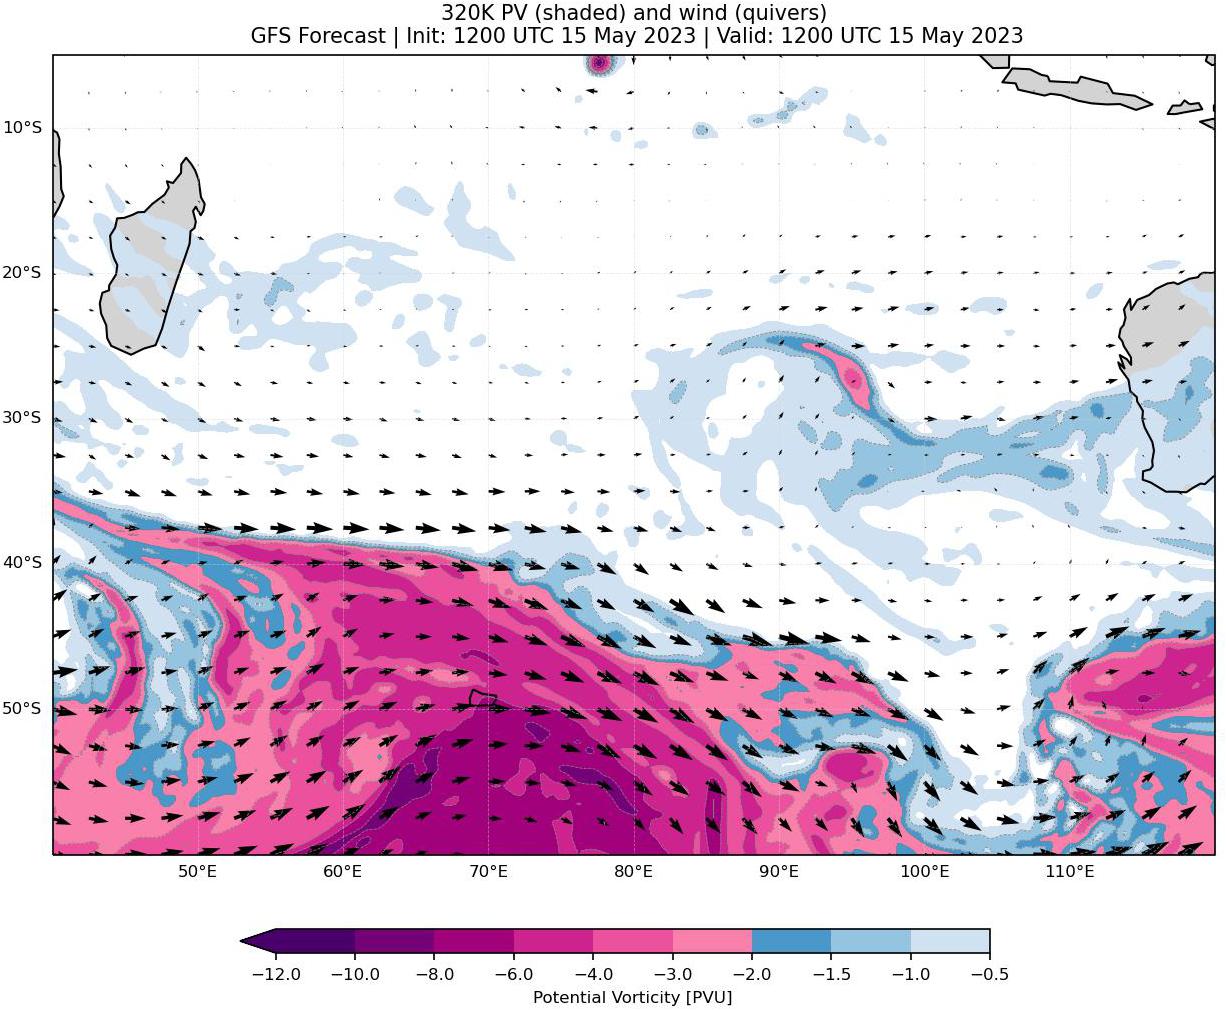 320K PV (shaded) and wind (quivers)
GFS Forecast | Init: 1200 UTC 15 May 2023 | Valid: 1200 UTC 15 May 2023
10°S
20°S
30°S
40°S
50°S
50°E 60°E 70°E 80°E 90°E 100°E 110°E
−12.0 −10.0 −8.0 −6.0 −4.0 −3.0 −2.0 −1.5 −1.0 −0.5
Potential Vorticity [PVU]